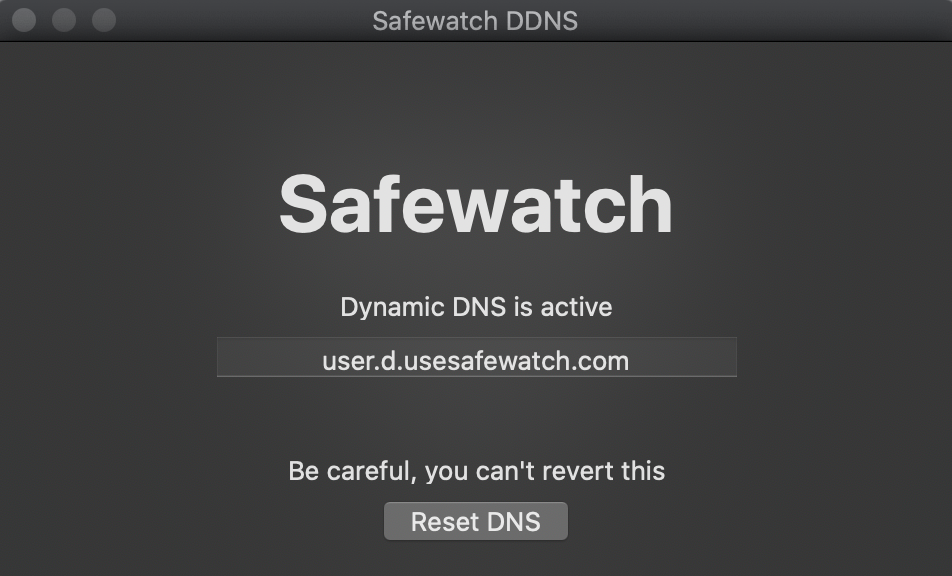 Safewatch DDNS
Safewatch
Dynamic DNS is active
user.d.usesafewatch.com
Be careful, you can't revert this
Reset DNS